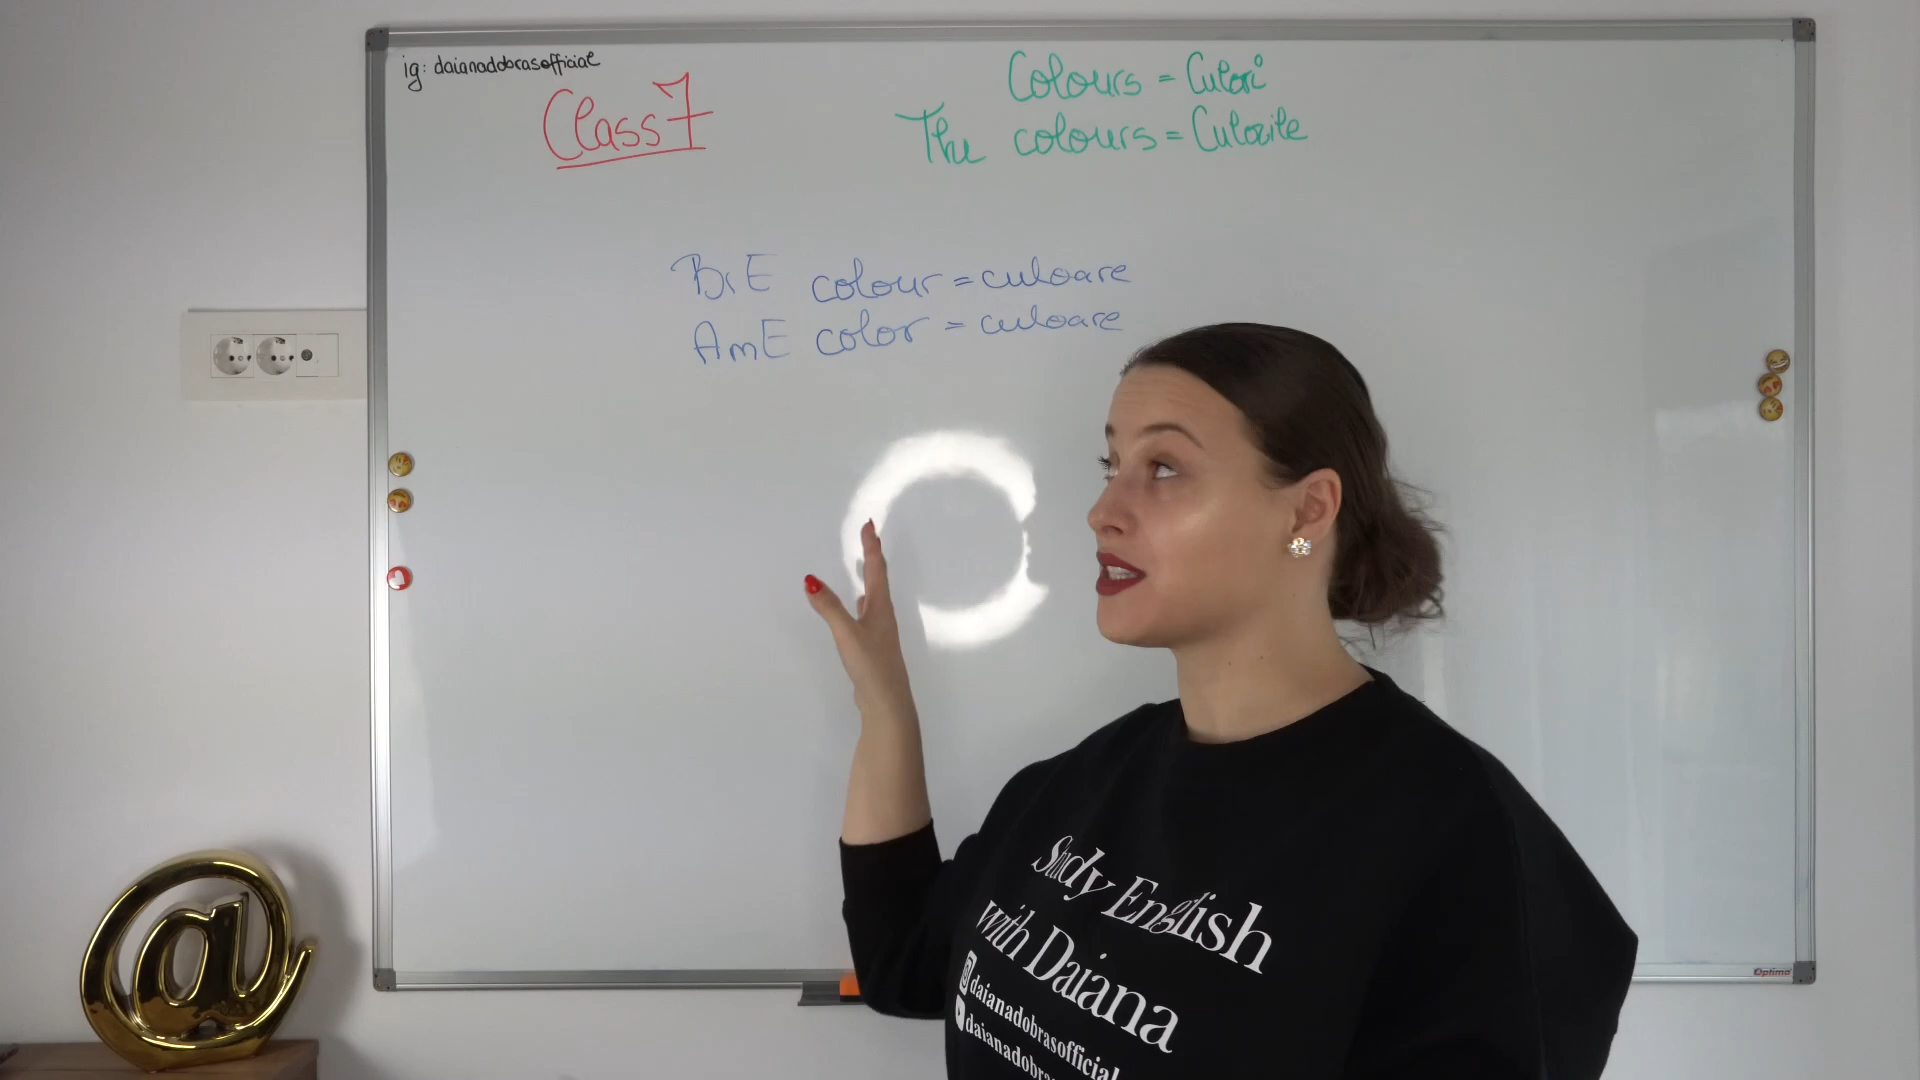 ig: daianadobrasofficial
Class 7
Colours = Culori
The colours = Culorile
BrE colour = culoare
AmE color = culoare
Study English
with Daiana
daianadobrasofficial
daianadobra
Optima